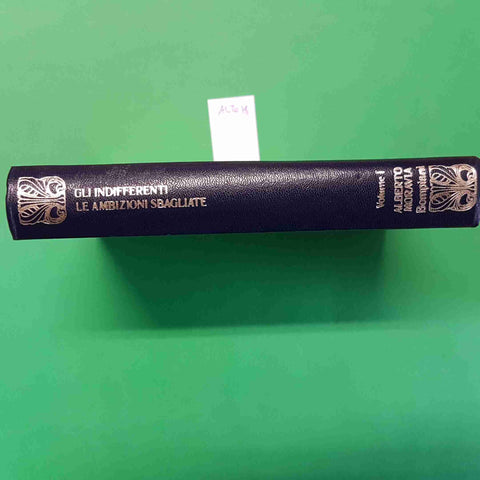 GLI INDIFFERENTI
LE AMBIZIONI SBAGLIATE
Volume I
ALBERTO
MORAVIA
Bompiani